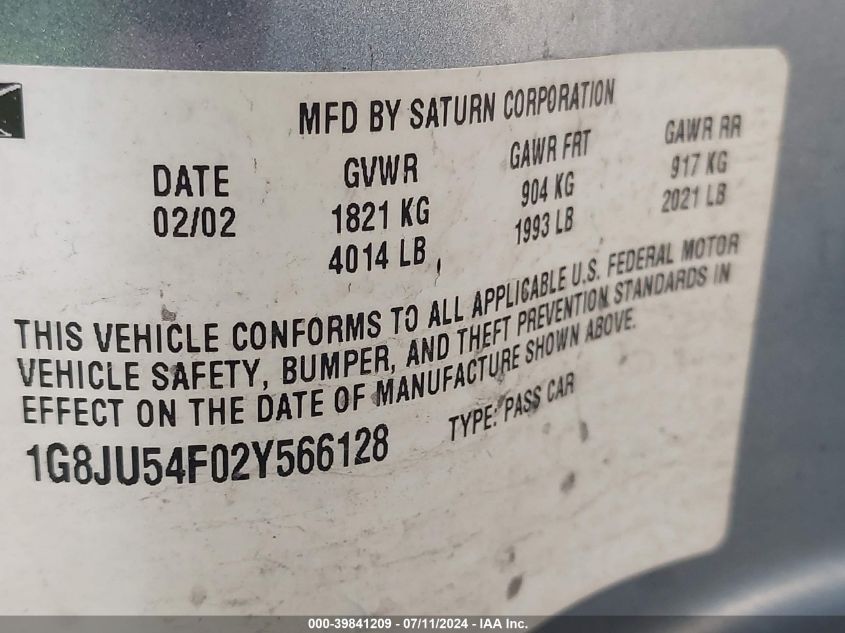 MFD BY SATURN CORPORATION
DATE GVWR GAWR FRT GAWR RR
02/02 1821 KG 904 KG 917 KG
4014 LB 1993 LB 2021 LB
THIS VEHICLE CONFORMS TO ALL APPLICABLE U.S. FEDERAL MOTOR
VEHICLE SAFETY, BUMPER, AND THEFT PREVENTION STANDARDS IN
EFFECT ON THE DATE OF MANUFACTURE SHOWN ABOVE.
1G8JU54F02Y566128 TYPE: PASS CAR
000-39841209 - 07/11/2024 - IAA Inc.